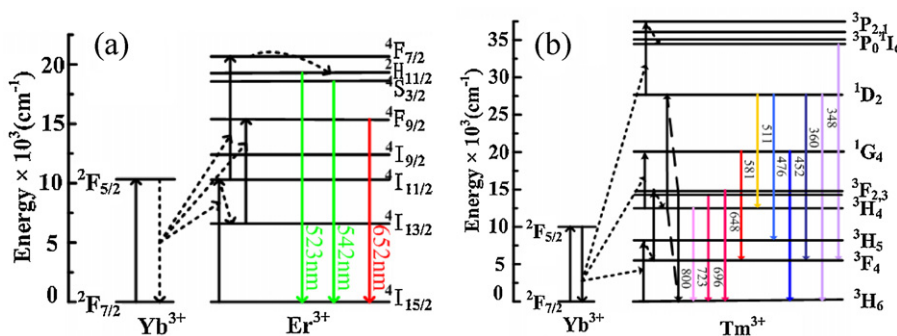 (a)
Energy × 10³(cm⁻¹)
20
15
10
5
0
²F₅/₂
²F₇/₂
Yb³⁺
⁴F₇/₂
²H₁₁/₂
⁴S₃/₂
⁴F₉/₂
⁴I₉/₂
⁴I₁₁/₂
⁴I₁₃/₂
⁴I₁₅/₂
523nm
542nm
652nm
Er³⁺
(b)
Energy × 10³(cm⁻¹)
35
30
25
20
15
10
5
0
²F₅/₂
²F₇/₂
Yb³⁺
³P₂,₁
³P₀
¹I₆
¹D₂
¹G₄
³F₂,₃
³H₄
³H₅
³F₄
³H₆
800
723
696
648
581
511
476
452
360
348
Tm³⁺